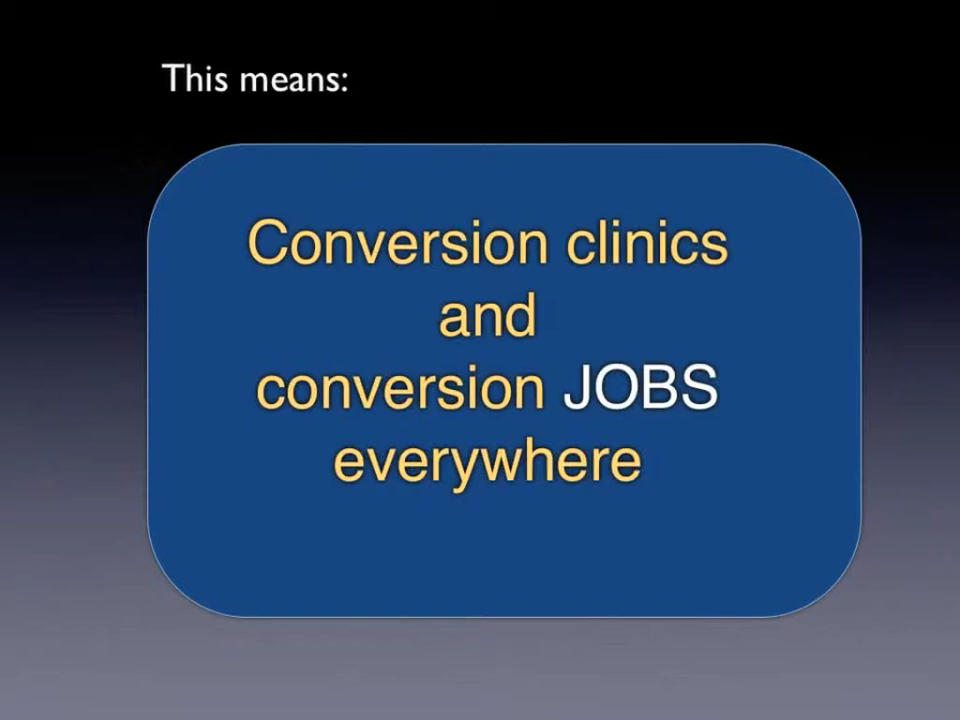 This means:
Conversion clinics
and
conversion JOBS
everywhere